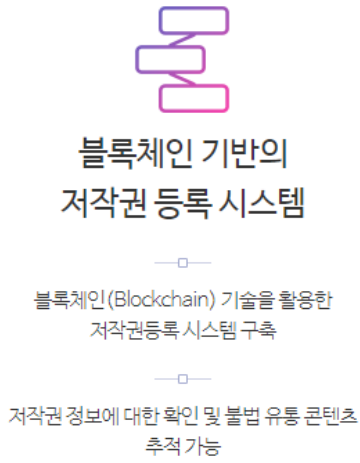 블록체인 기반의
저작권 등록 시스템
블록체인(Blockchain) 기술을 활용한
저작권등록 시스템 구축
저작권 정보에 대한 확인 및 불법 유통 콘텐츠
추적 가능